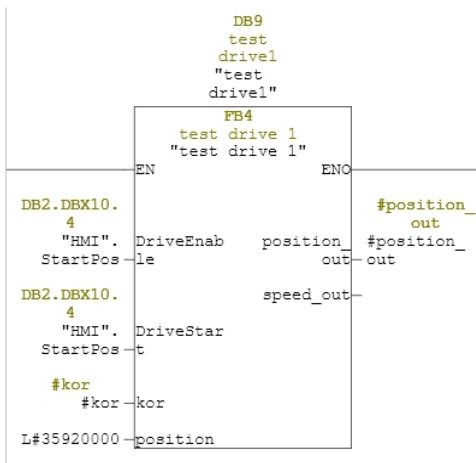 DB9
test
drive1
"test
drive1"
FB4
test drive 1
"test drive 1"
EN ENO
DB2.DBX10.
4
"HMI".
StartPos
DriveEnab
le
position_
out
#position_
out
#position_
out
speed_out
DB2.DBX10.
4
"HMI".
StartPos
DriveStar
t
#kor
#kor kor
L#35920000 position